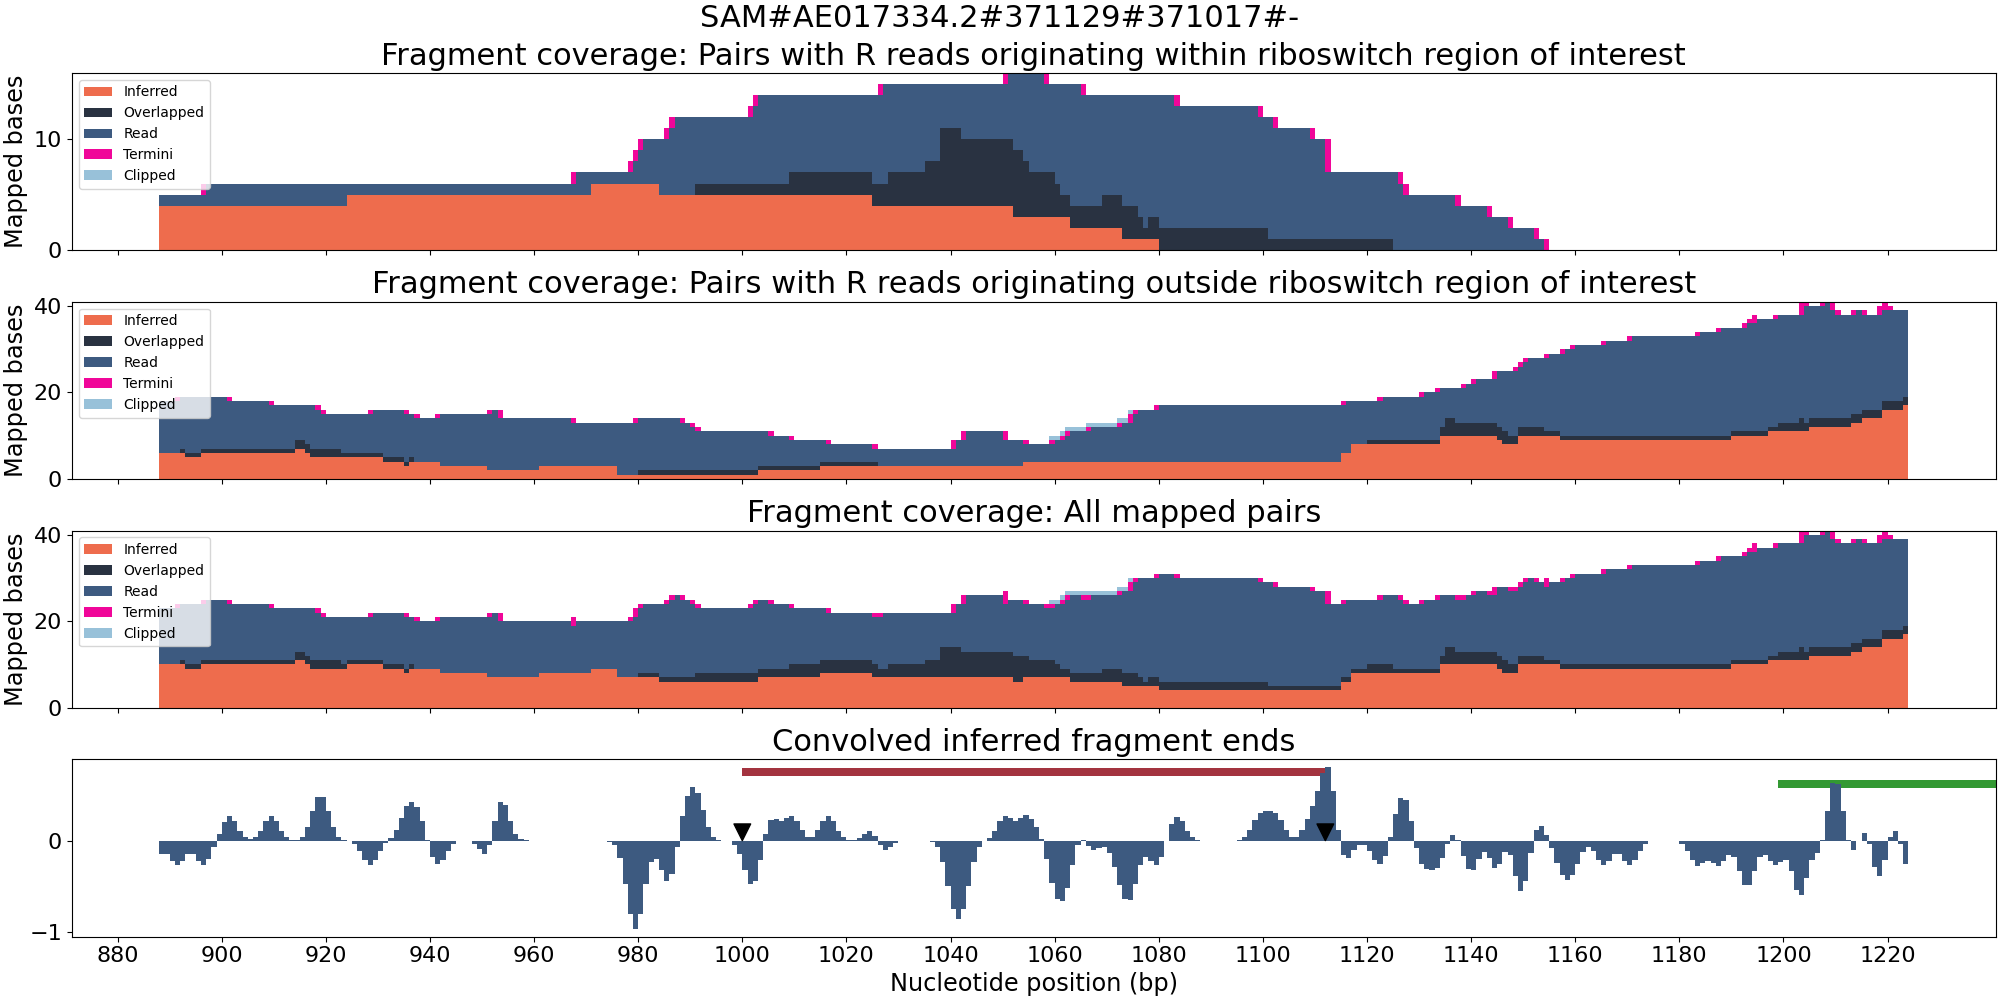 SAM#AE017334.2#371129#371017#-
Fragment coverage: Pairs with R reads originating within riboswitch region of interest
Mapped bases
10
0
Inferred
Overlapped
Read
Termini
Clipped
Fragment coverage: Pairs with R reads originating outside riboswitch region of interest
Mapped bases
40
20
0
Inferred
Overlapped
Read
Termini
Clipped
Fragment coverage: All mapped pairs
Mapped bases
40
20
0
Inferred
Overlapped
Read
Termini
Clipped
Convolved inferred fragment ends
0
−1
880 900 920 940 960 980 1000 1020 1040 1060 1080 1100 1120 1140 1160 1180 1200 1220
Nucleotide position (bp)